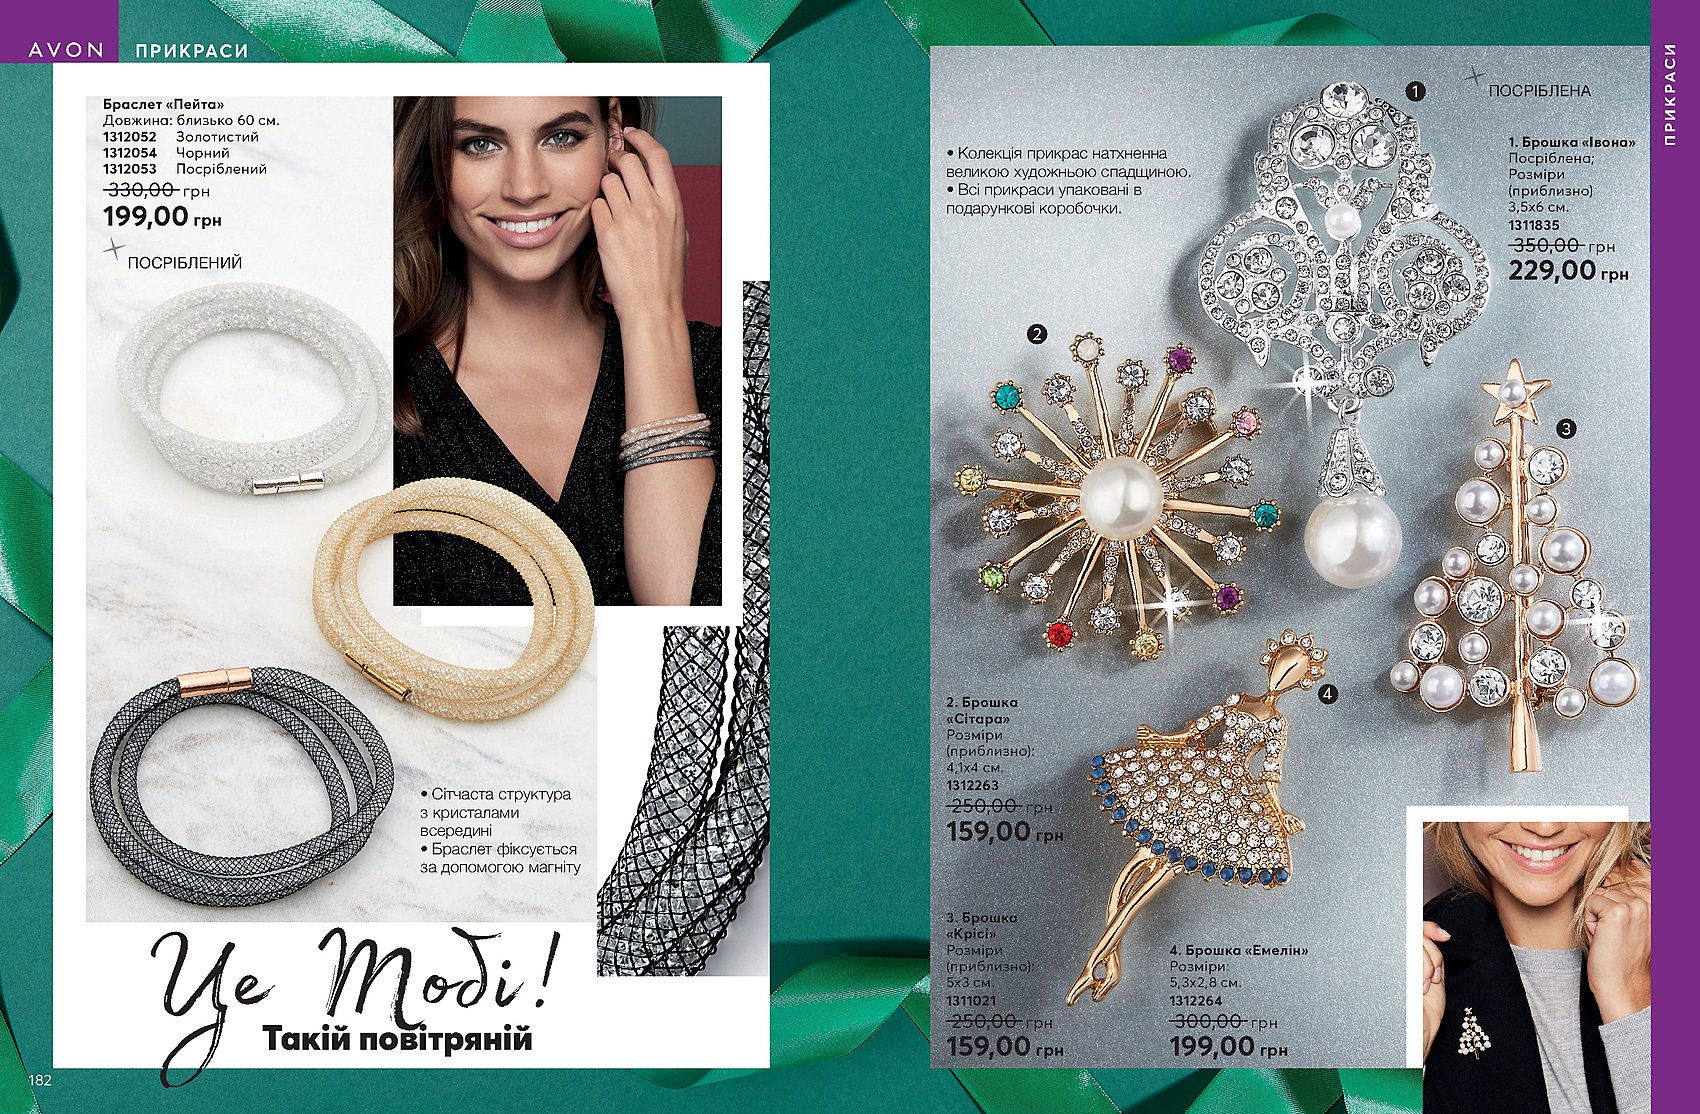 AVON ПРИКРАСИ
Браслет «Пейта»
Довжина: близько 60 см.
1312052 Золотистий
1312054 Чорний
1312053 Посріблений
330,00 грн
199,00 грн
ПОСРІБЛЕНИЙ
• Сітчаста структура
з кристалами
всередині
• Браслет фіксується
за допомогою магніту
Це Тобі!
Такій повітряній
182
ПРИКРАСИ
• Колекція прикрас натхненна
великою художньою спадщиною.
• Всі прикраси упаковані в
подарункові коробочки.
1
ПОСРІБЛЕНА
1. Брошка «Івона»
Посріблена;
Розміри
(приблизно)
3,5х6 см.
1311835
350,00 грн
229,00 грн
2
3
4
2. Брошка
«Сітара»
Розміри
(приблизно):
4,1х4 см.
1312263
250,00 грн
159,00 грн
3. Брошка
«Крісі»
Розміри
(приблизно):
5х3 см.
1311021
250,00 грн
159,00 грн
4. Брошка «Емелін»
Розміри:
5,3х2,8 см.
1312264
300,00 грн
199,00 грн